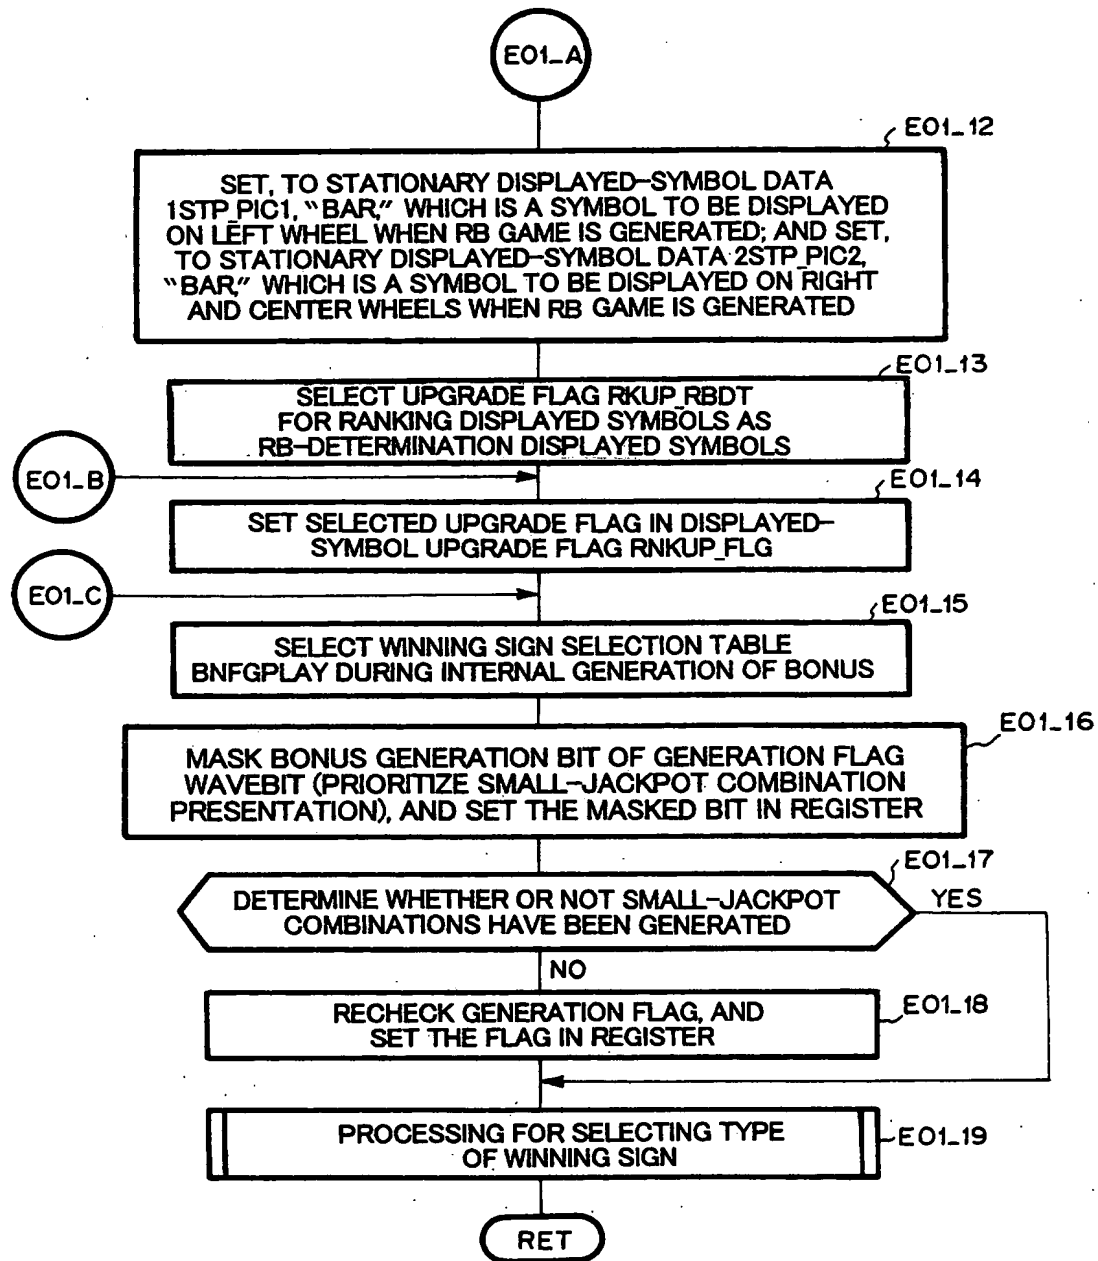 E01_A
E01_12
SET, TO STATIONARY DISPLAYED-SYMBOL DATA
1STP_PIC1, "BAR," WHICH IS A SYMBOL TO BE DISPLAYED
ON LEFT WHEEL WHEN RB GAME IS GENERATED; AND SET,
TO STATIONARY DISPLAYED-SYMBOL DATA 2STP_PIC2,
"BAR," WHICH IS A SYMBOL TO BE DISPLAYED ON RIGHT
AND CENTER WHEELS WHEN RB GAME IS GENERATED
E01_13
SELECT UPGRADE FLAG RKUP_RBDT
FOR RANKING DISPLAYED SYMBOLS AS
RB-DETERMINATION DISPLAYED SYMBOLS
E01_B
E01_14
SET SELECTED UPGRADE FLAG IN DISPLAYED-
SYMBOL UPGRADE FLAG RNKUP_FLG
E01_C
E01_15
SELECT WINNING SIGN SELECTION TABLE
BNFGPLAY DURING INTERNAL GENERATION OF BONUS
E01_16
MASK BONUS GENERATION BIT OF GENERATION FLAG
WAVEBIT (PRIORITIZE SMALL-JACKPOT COMBINATION
PRESENTATION), AND SET THE MASKED BIT IN REGISTER
E01_17
DETERMINE WHETHER OR NOT SMALL-JACKPOT
COMBINATIONS HAVE BEEN GENERATED
YES
NO
E01_18
RECHECK GENERATION FLAG, AND
SET THE FLAG IN REGISTER
E01_19
PROCESSING FOR SELECTING TYPE
OF WINNING SIGN
RET